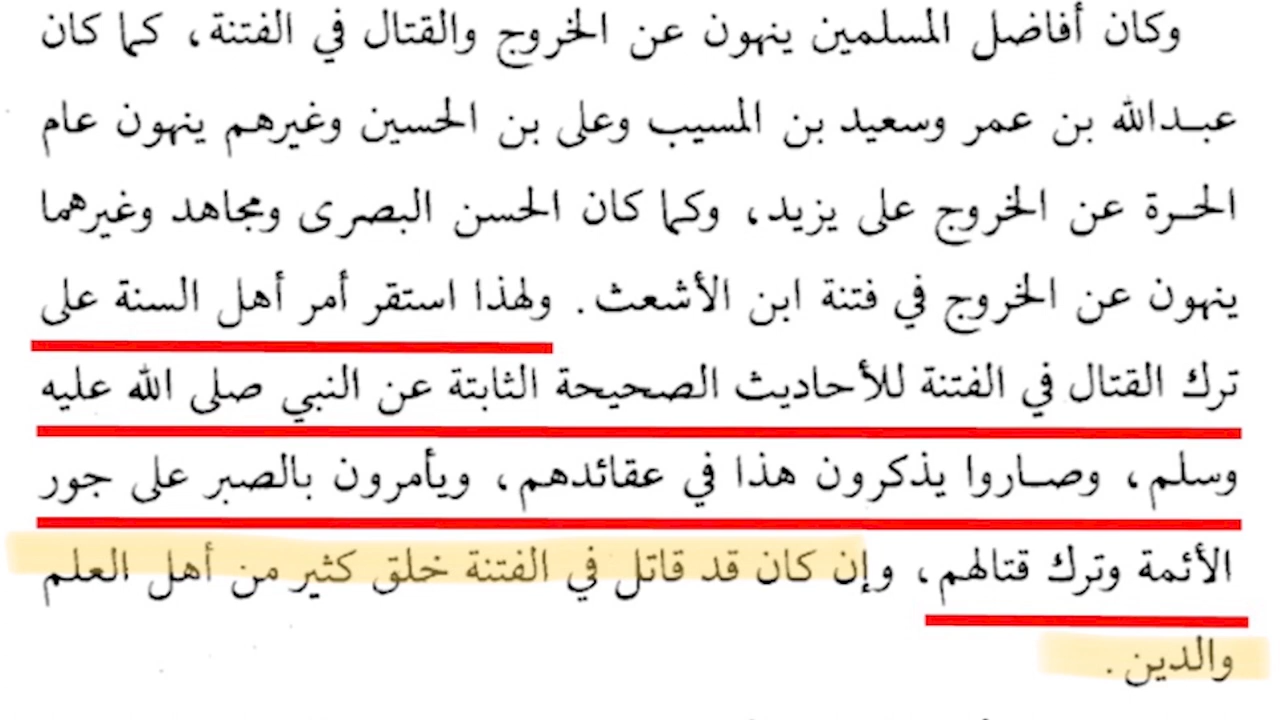 وكان أفاضل المسلمين ينهون عن الخروج والقتال في الفتنة، كما كان
عبدالله بن عمر وسعيد بن المسيب وعلى بن الحسين وغيرهم ينهون عام
الحرة عن الخروج على يزيد، وكما كان الحسن البصرى ومجاهد وغيرهما
ينهون عن الخروج في فتنة ابن الأشعث. ولهذا استقر أمر أهل السنة على
ترك القتال في الفتنة للأحاديث الصحيحة الثابتة عن النبي صلى الله عليه
وسلم، وصاروا يذكرون هذا في عقائدهم، ويأمرون بالصبر على جور
الأئمة وترك قتالهم، وإن كان قد قاتل في الفتنة خلق كثير من أهل العلم
والدين.